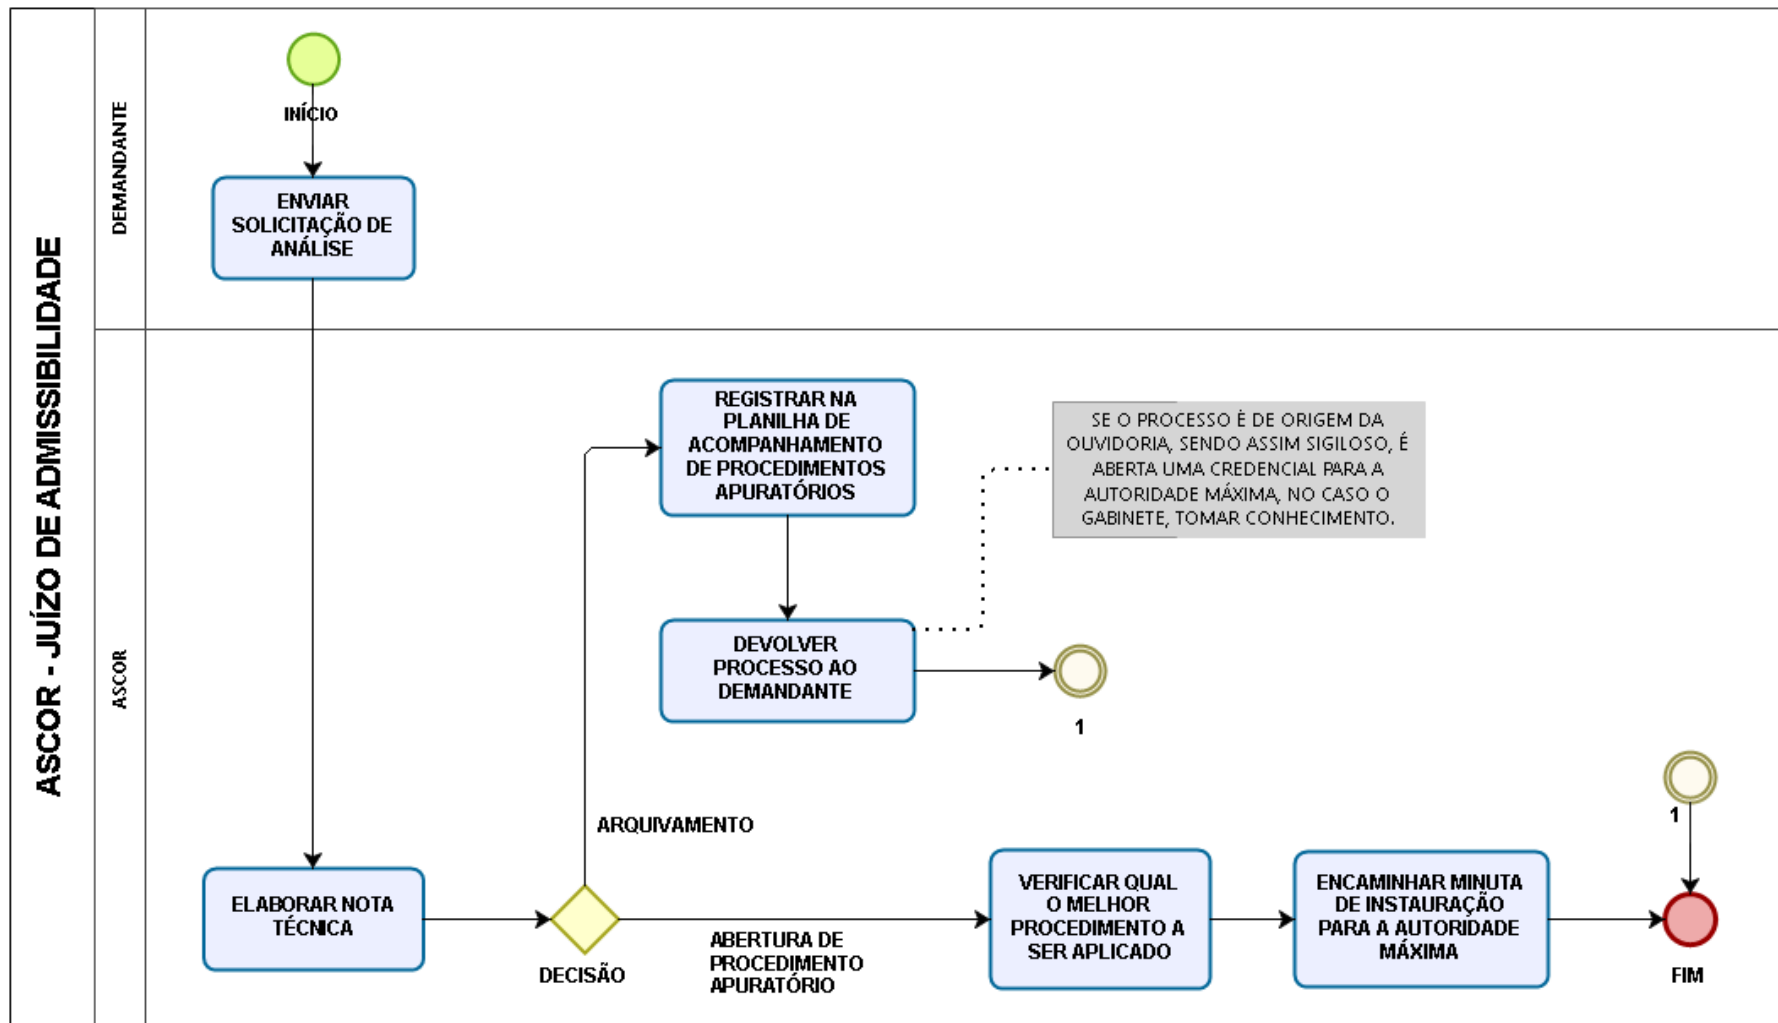 ASCOR - JUÍZO DE ADMISSIBILIDADE
DEMANDANTE
INÍCIO
ENVIAR
SOLICITAÇÃO DE
ANÁLISE
ASCOR
REGISTRAR NA
PLANILHA DE
ACOMPANHAMENTO
DE PROCEDIMENTOS
APURATÓRIOS
SE O PROCESSO É DE ORIGEM DA
OUVIDORIA, SENDO ASSIM SIGILOSO, É
ABERTA UMA CREDENCIAL PARA A
AUTORIDADE MÁXIMA, NO CASO O
GABINETE, TOMAR CONHECIMENTO.
DEVOLVER
PROCESSO AO
DEMANDANTE
1
ARQUIVAMENTO
1
ELABORAR NOTA
TÉCNICA
DECISÃO
ABERTURA DE
PROCEDIMENTO
APURATÓRIO
VERIFICAR QUAL
O MELHOR
PROCEDIMENTO A
SER APLICADO
ENCAMINHAR MINUTA
DE INSTAURAÇÃO
PARA A AUTORIDADE
MÁXIMA
FIM